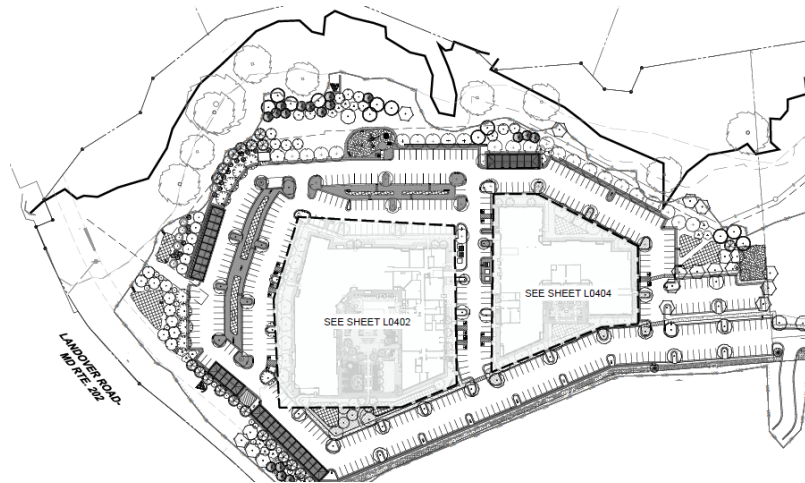 SEE SHEET L0404
SEE SHEET L0402
LANDOVER ROAD-
MD RTE. 202